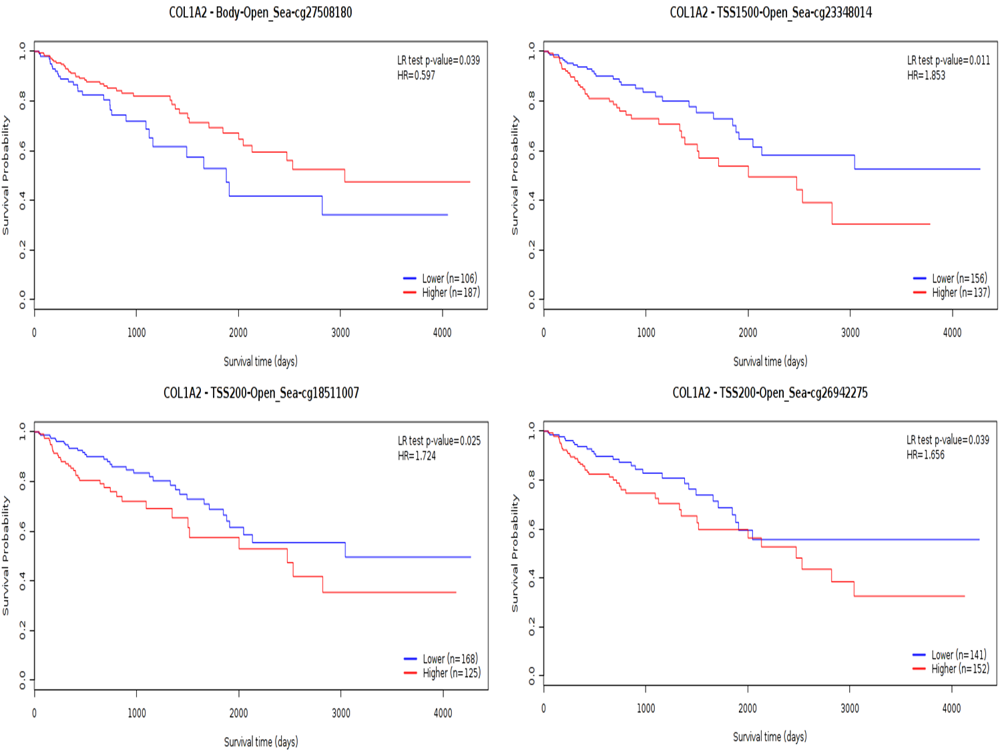 COL1A2 - Body-Open_Sea-cg27508180
LR test p-value=0.039
HR=0.597
Survival Probability
1.0
0.8
0.6
0.4
0.2
0.0
Lower (n=106)
Higher (n=187)
0 1000 2000 3000 4000
Survival time (days)
COL1A2 - TSS1500-Open_Sea-cg23348014
LR test p-value=0.011
HR=1.853
Survival Probability
1.0
0.8
0.6
0.4
0.2
0.0
Lower (n=156)
Higher (n=137)
0 1000 2000 3000 4000
Survival time (days)
COL1A2 - TSS200-Open_Sea-cg18511007
LR test p-value=0.025
HR=1.724
Survival Probability
1.0
0.8
0.6
0.4
0.2
0.0
Lower (n=168)
Higher (n=125)
0 1000 2000 3000 4000
Survival time (days)
COL1A2 - TSS200-Open_Sea-cg26942275
LR test p-value=0.039
HR=1.656
Survival Probability
1.0
0.8
0.6
0.4
0.2
0.0
Lower (n=141)
Higher (n=152)
0 1000 2000 3000 4000
Survival time (days)